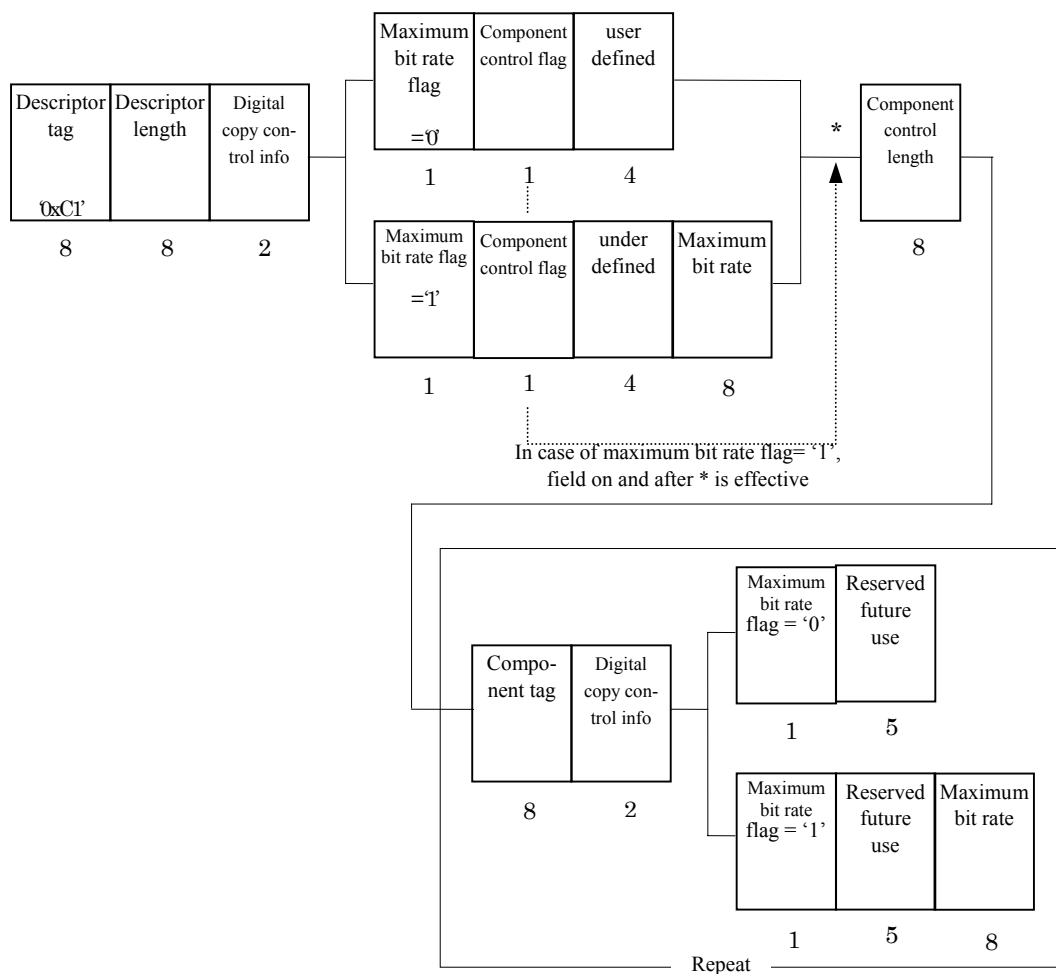 Maximum
bit rate
flag
=‘0’
Component
control flag
user
defined
Descriptor
tag
‘0xC1’
Descriptor
length
Digital
copy con-
trol info
*
Component
control
length
1
1
4
8
8
2
8
Maximum
bit rate flag
=‘1’
Component
control flag
under
defined
Maximum
bit rate
1
1
4
8
In case of maximum bit rate flag= ‘1’,
field on and after * is effective
Maximum
bit rate
flag = ‘0’
Reserved
future
use
1
5
Compo-
nent tag
Digital
copy con-
trol info
8
2
Maximum
bit rate
flag = ‘1’
Reserved
future
use
Maximum
bit rate
1
5
8
Repeat